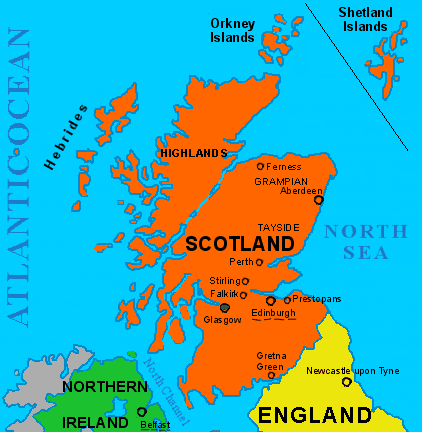 Orkney
Islands
Shetland
Islands
ATLANTIC OCEAN
Hebrides
HIGHLANDS
Ferness
GRAMPIAN
Aberdeen
TAYSIDE
NORTH
SEA
SCOTLAND
Perth
Stirling
Falkirk
Prestopans
Glasgow
Edinburgh
Gretna
Green
North Channel
Newcastle upon Tyne
NORTHERN
IRELAND
Belfast
ENGLAND